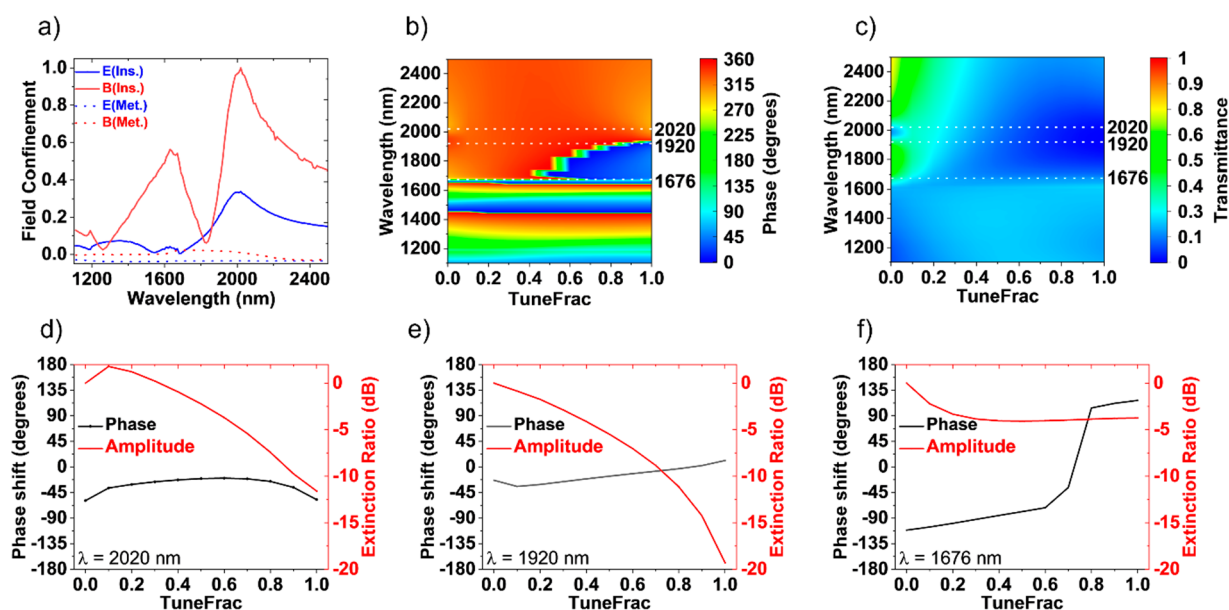 a)
Field Confinement
1.0
0.8
0.6
0.4
0.2
0.0
E(Ins.)
B(Ins.)
E(Met.)
B(Met.)
1200 1600 2000 2400
Wavelength (nm)
b)
Wavelength (nm)
2400
2200
2000
1800
1600
1400
1200
0.0 0.2 0.4 0.6 0.8 1.0
TuneFrac
2020
1920
1676
360
315
270
225
180
135
90
45
0
Phase (degrees)
c)
Wavelength (nm)
2400
2200
2000
1800
1600
1400
1200
0.0 0.2 0.4 0.6 0.8 1.0
TuneFrac
2020
1920
1676
1
0.9
0.8
0.7
0.6
0.5
0.4
0.3
0.2
0.1
0
Transmittance
d)
Phase shift (degrees)
180
135
90
45
0
-45
-90
-135
-180
Phase
Amplitude
λ = 2020 nm
0
-5
-10
-15
-20
Extinction Ratio (dB)
0.0 0.2 0.4 0.6 0.8 1.0
TuneFrac
e)
Phase shift (degrees)
180
135
90
45
0
-45
-90
-135
-180
Phase
Amplitude
λ = 1920 nm
0
-5
-10
-15
-20
Extinction Ratio (dB)
0.0 0.2 0.4 0.6 0.8 1.0
TuneFrac
f)
Phase shift (degrees)
180
135
90
45
0
-45
-90
-135
-180
Phase
Amplitude
λ = 1676 nm
0
-5
-10
-15
-20
Extinction Ratio (dB)
0.0 0.2 0.4 0.6 0.8 1.0
TuneFrac